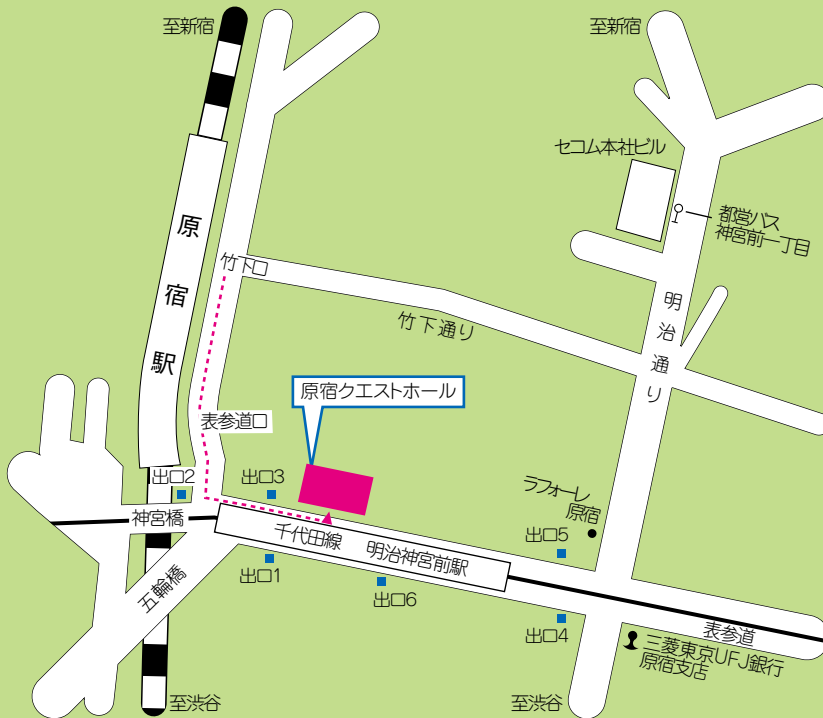 至新宿
至新宿
セコム本社ビル
都営バス
神宮前一丁目
原宿駅
竹下口
竹下通り
明治通り
原宿クエストホール
表参道口
出口2
出口3
ラフォーレ
原宿
神宮橋
千代田線 明治神宮前駅
出口5
出口1
五輪橋
出口6
出口4
表参道
三菱東京UFJ銀行
原宿支店
至渋谷
至渋谷